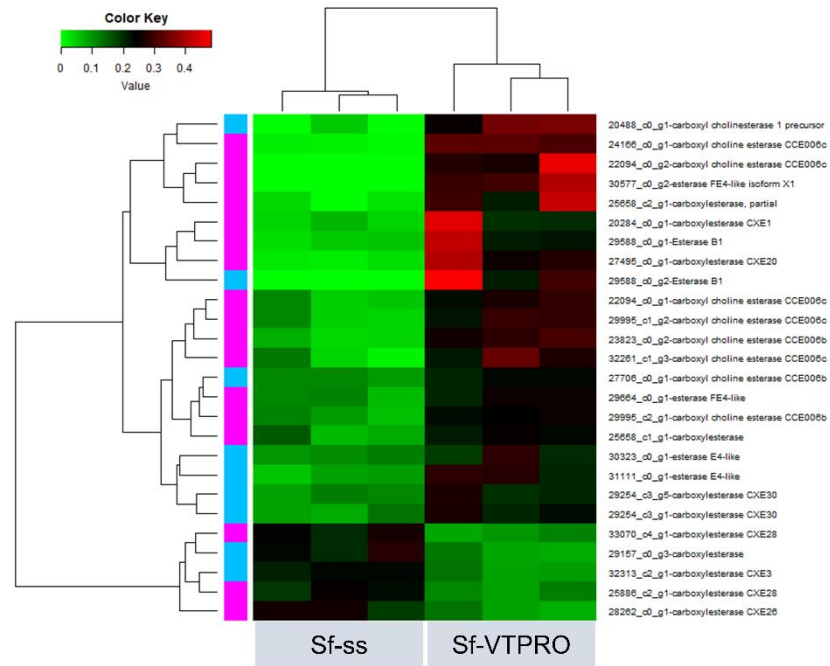 Color Key
0 0.1 0.2 0.3 0.4
Value
20488_c0_g1-carboxyl cholinesterase 1 precursor
24166_c0_g1-carboxyl choline esterase CCE006c
22094_c0_g2-carboxyl choline esterase CCE006c
30577_c0_g2-esterase FE4-like isoform X1
25658_c2_g1-carboxylesterase, partial
20284_c0_g1-carboxylesterase CXE1
29588_c0_g1-Esterase B1
27495_c0_g1-carboxylesterase CXE20
29588_c0_g2-Esterase B1
22094_c0_g1-carboxyl choline esterase CCE006c
29995_c1_g2-carboxyl choline esterase CCE006c
23823_c0_g2-carboxyl choline esterase CCE006b
32261_c1_g3-carboxyl choline esterase CCE006c
27706_c0_g1-carboxyl choline esterase CCE006b
29664_c0_g1-esterase FE4-like
29995_c2_g1-carboxyl choline esterase CCE006b
25658_c1_g1-carboxylesterase
30323_c0_g1-esterase E4-like
31111_c0_g1-esterase E4-like
29254_c3_g5-carboxylesterase CXE30
29254_c3_g1-carboxylesterase CXE30
33070_c4_g1-carboxylesterase CXE28
29157_c0_g3-carboxylesterase
32313_c2_g1-carboxylesterase CXE3
25886_c2_g1-carboxylesterase CXE28
28262_c0_g1-carboxylesterase CXE26
Sf-ss Sf-VTPRO